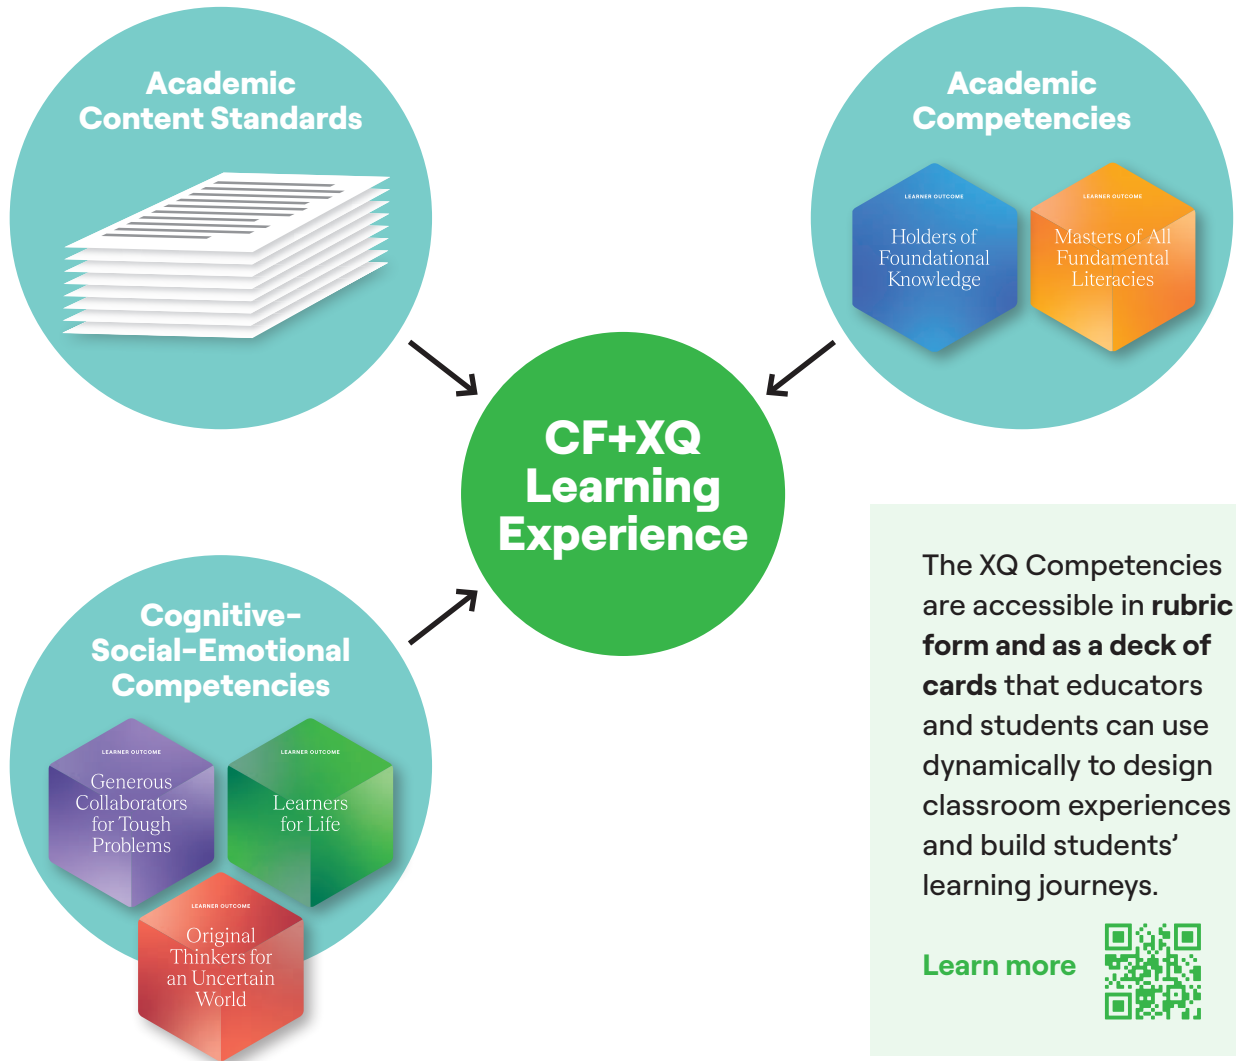 Academic
Content Standards
Academic
Competencies
LEARNER OUTCOME
Holders of
Foundational
Knowledge
LEARNER OUTCOME
Masters of All
Fundamental
Literacies
CF+XQ
Learning
Experience
Cognitive-
Social-Emotional
Competencies
LEARNER OUTCOME
Generous
Collaborators
for Tough
Problems
LEARNER OUTCOME
Learners
for Life
LEARNER OUTCOME
Original
Thinkers for
an Uncertain
World
The XQ Competencies
are accessible in rubric
form and as a deck of
cards that educators
and students can use
dynamically to design
classroom experiences
and build students’
learning journeys.
Learn more